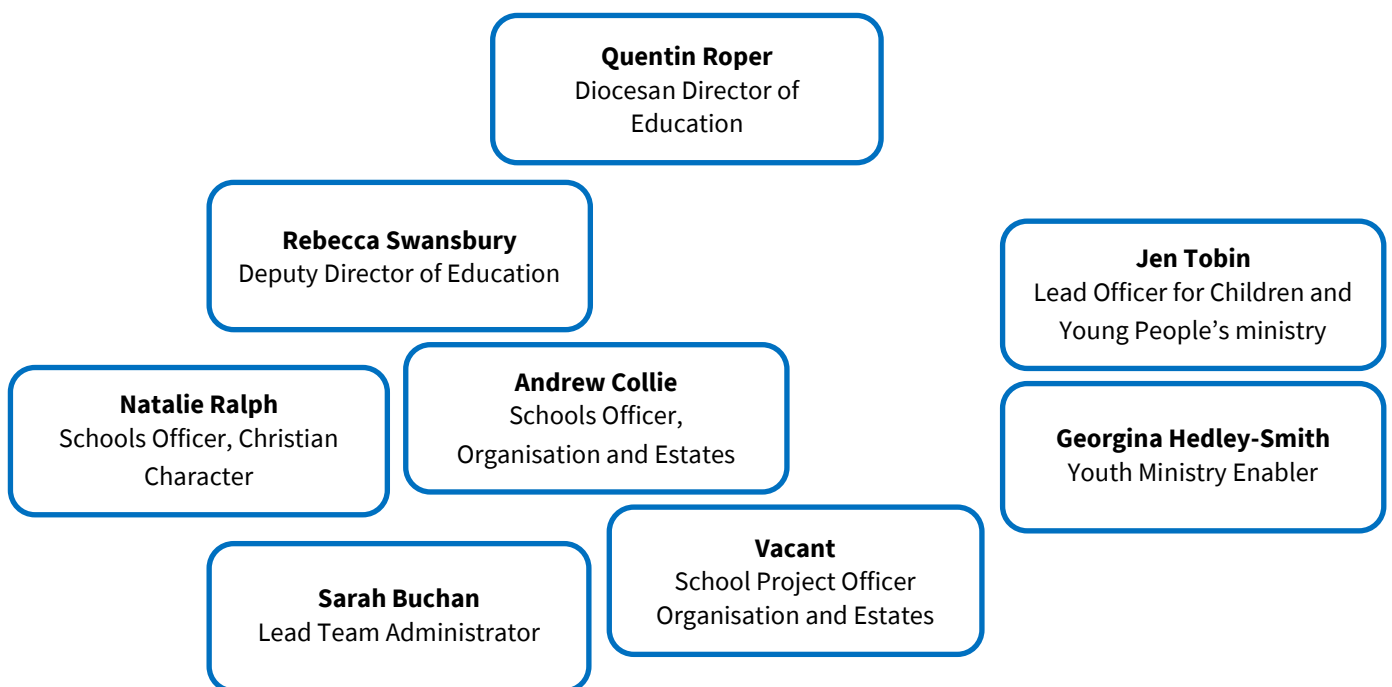 Quentin Roper
Diocesan Director of
Education
Rebecca Swansbury
Deputy Director of Education
Jen Tobin
Lead Officer for Children and
Young People’s ministry
Natalie Ralph
Schools Officer, Christian
Character
Andrew Collie
Schools Officer,
Organisation and Estates
Georgina Hedley-Smith
Youth Ministry Enabler
Sarah Buchan
Lead Team Administrator
Vacant
School Project Officer
Organisation and Estates